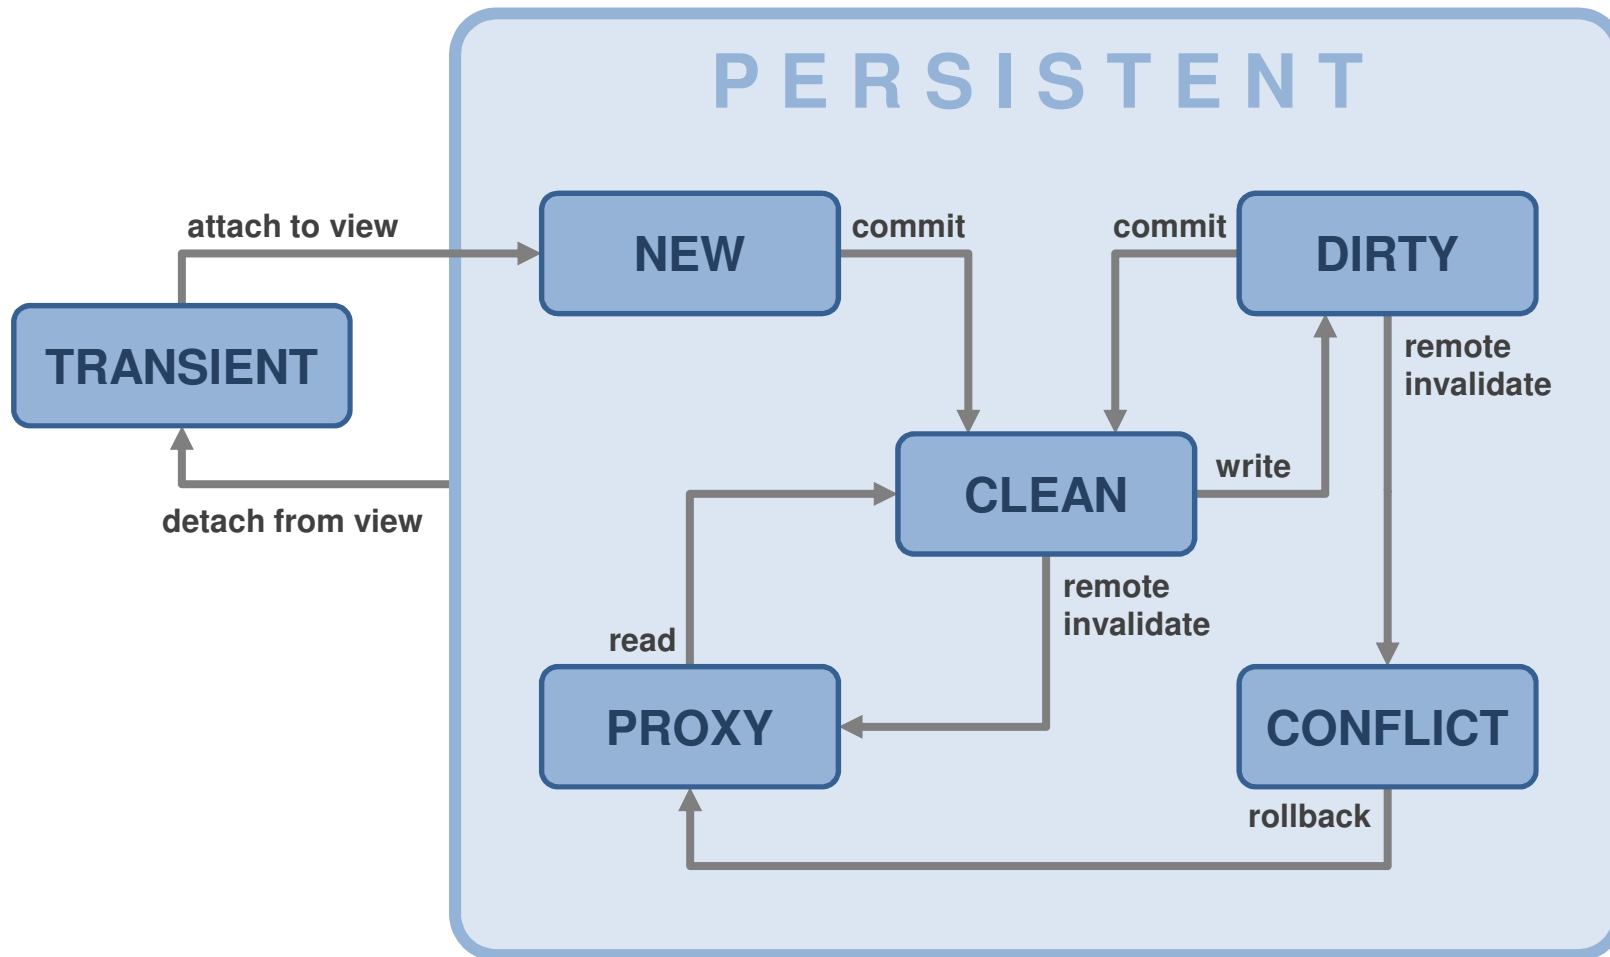 PERSISTENT
attach to view
NEW
commit
commit
DIRTY
TRANSIENT
remote
invalidate
write
CLEAN
detach from view
remote
invalidate
read
PROXY
CONFLICT
rollback